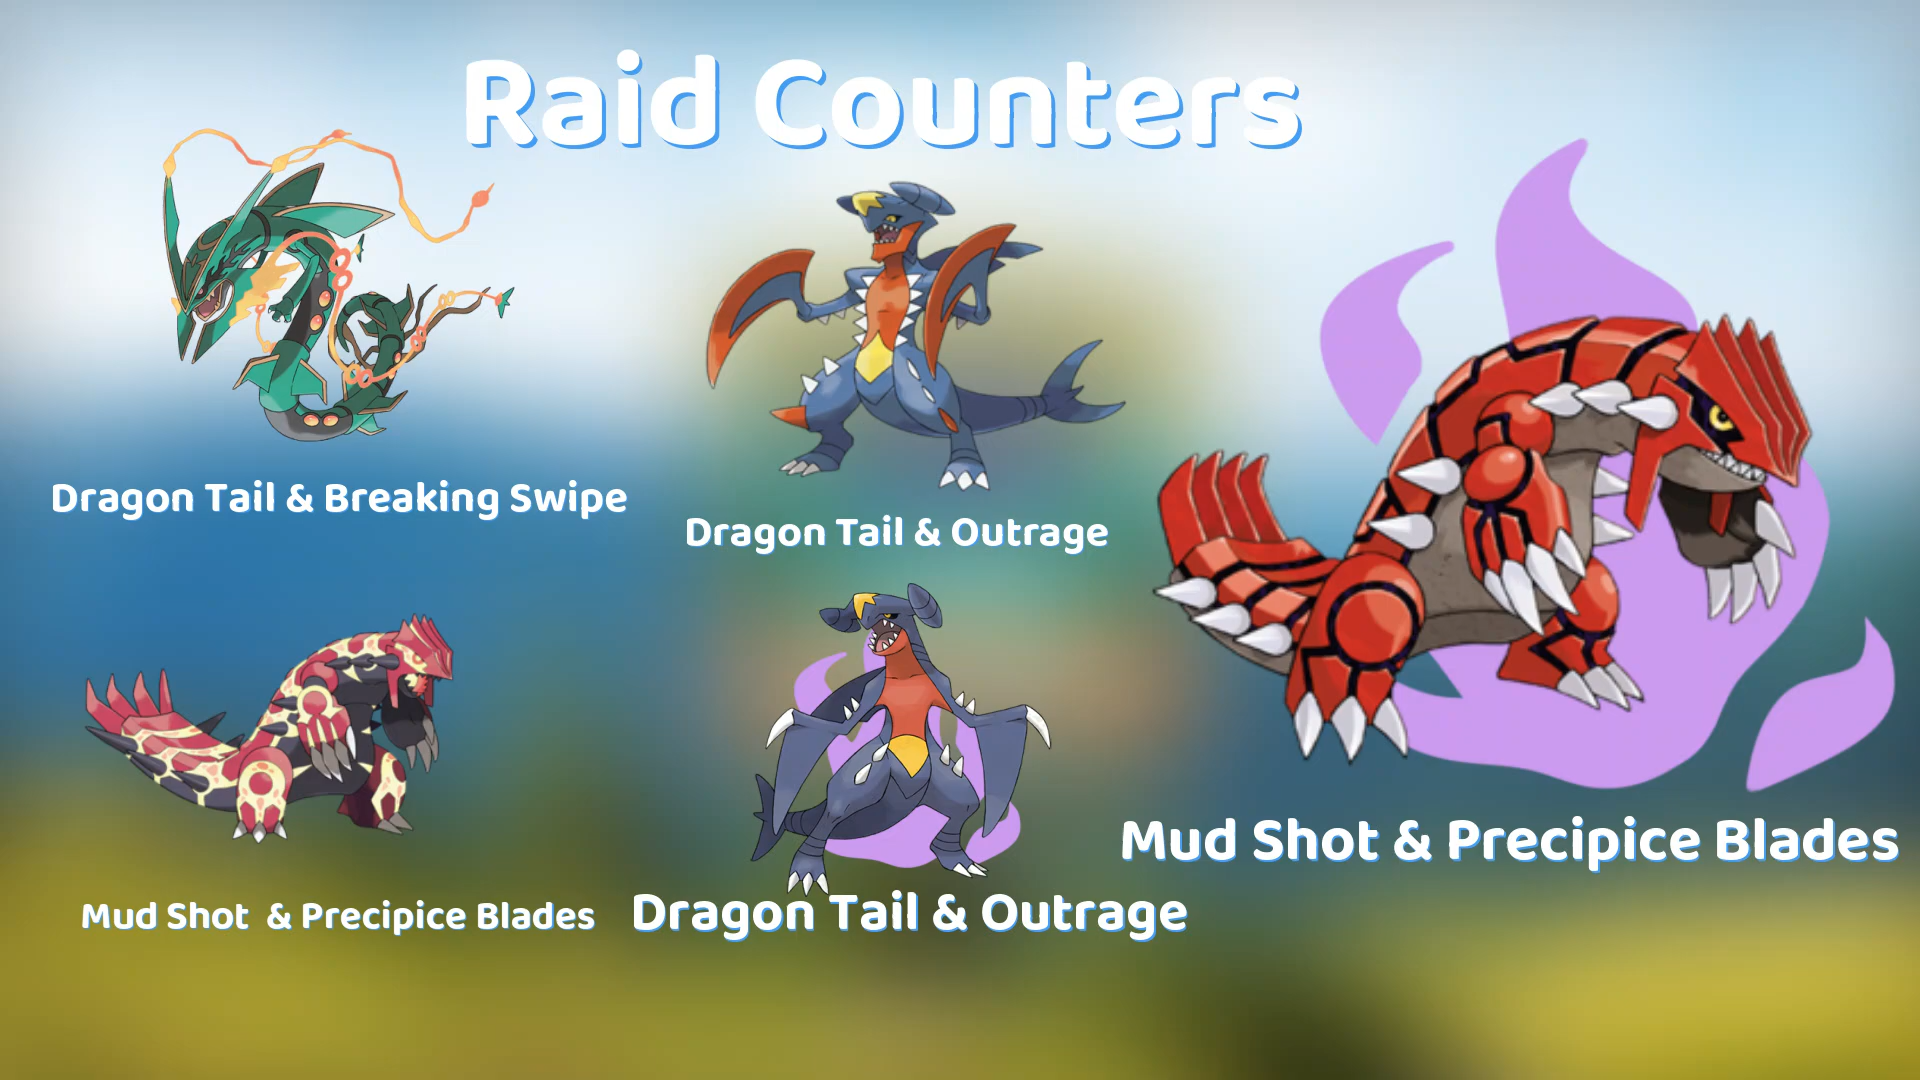 Raid Counters
Dragon Tail & Breaking Swipe
Dragon Tail & Outrage
Mud Shot & Precipice Blades
Mud Shot & Precipice Blades
Dragon Tail & Outrage